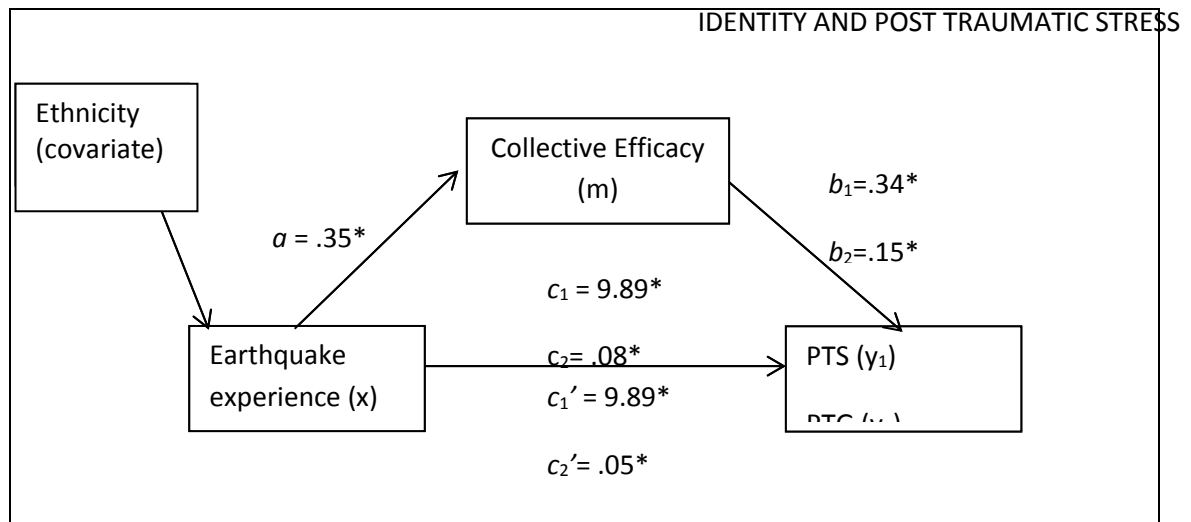 IDENTITY AND POST TRAUMATIC STRESS
Ethnicity
(covariate)
Collective Efficacy
(m)
b₁=.34*
b₂=.15*
a = .35*
c₁ = 9.89*
c₂= .08*
c₁’ = 9.89*
c₂’= .05*
Earthquake
experience (x)
PTS (y₁)